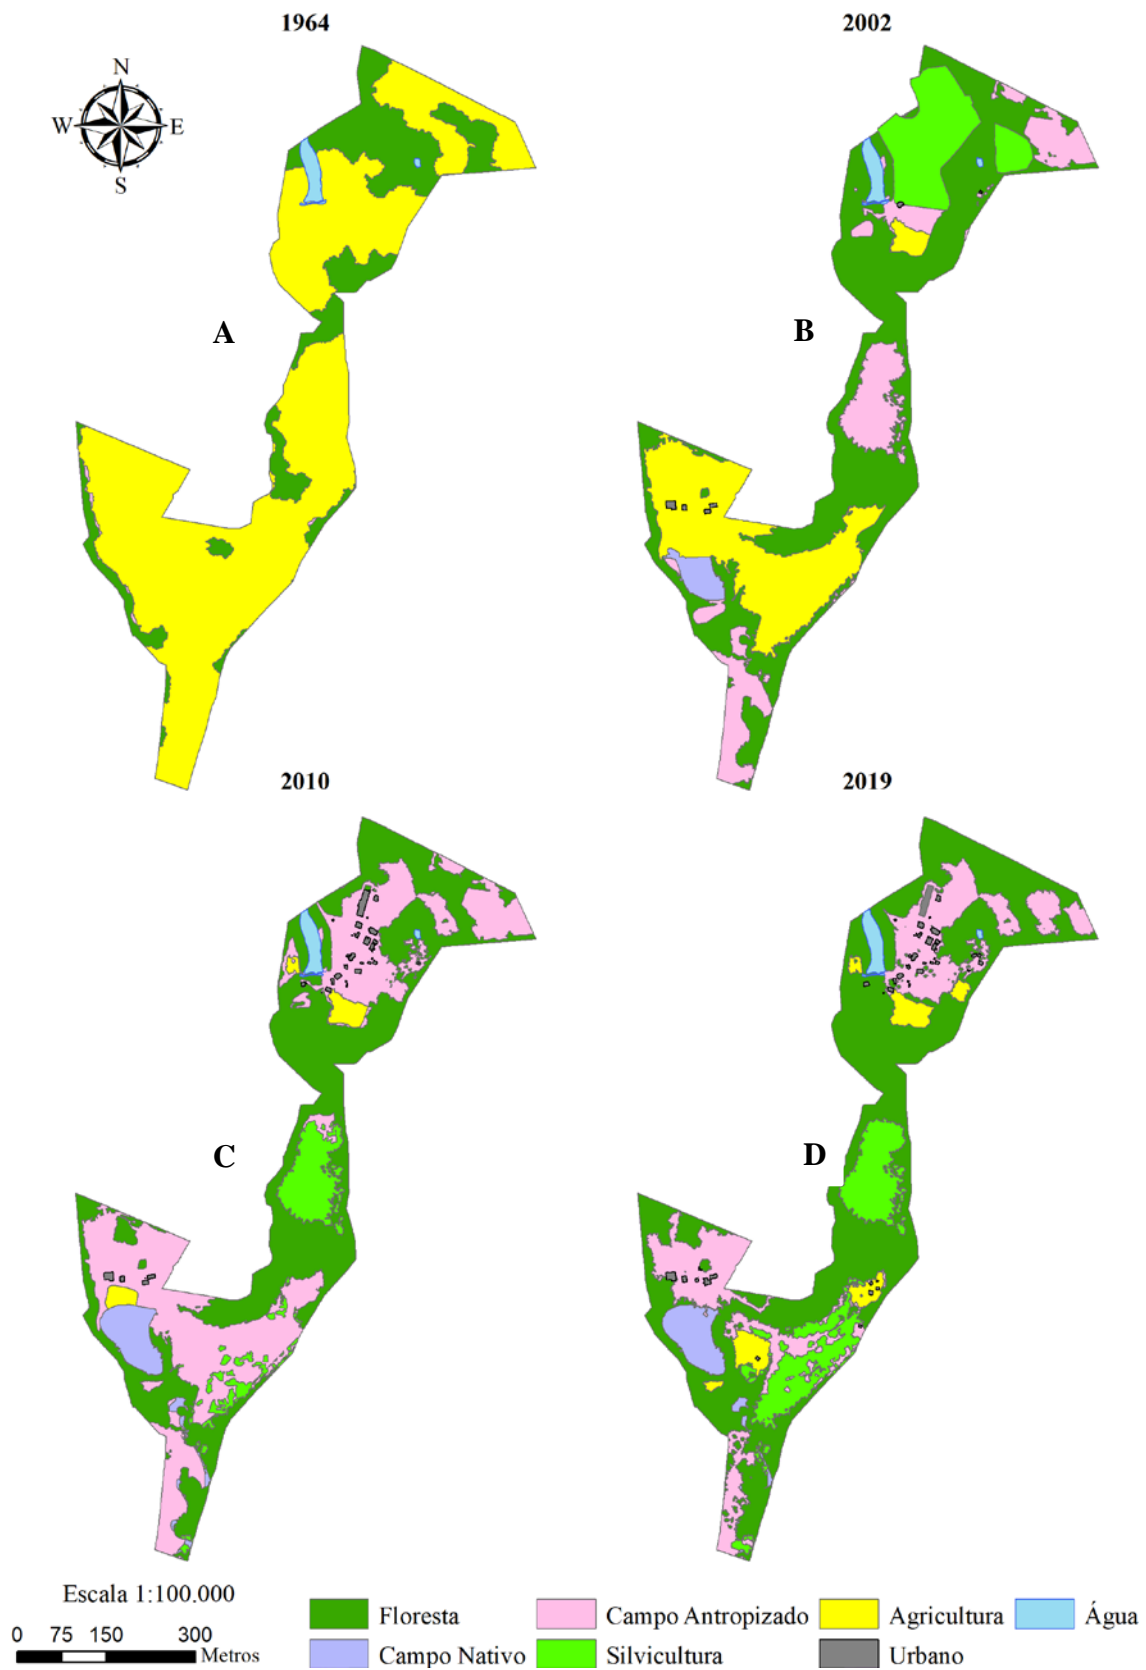 1964
2002
N
W
E
S
A
B
2010
2019
C
D
Escala 1:100.000
0 75 150 300
Metros
Floresta
Campo Antropizado
Agricultura
Água
Campo Nativo
Silvicultura
Urbano